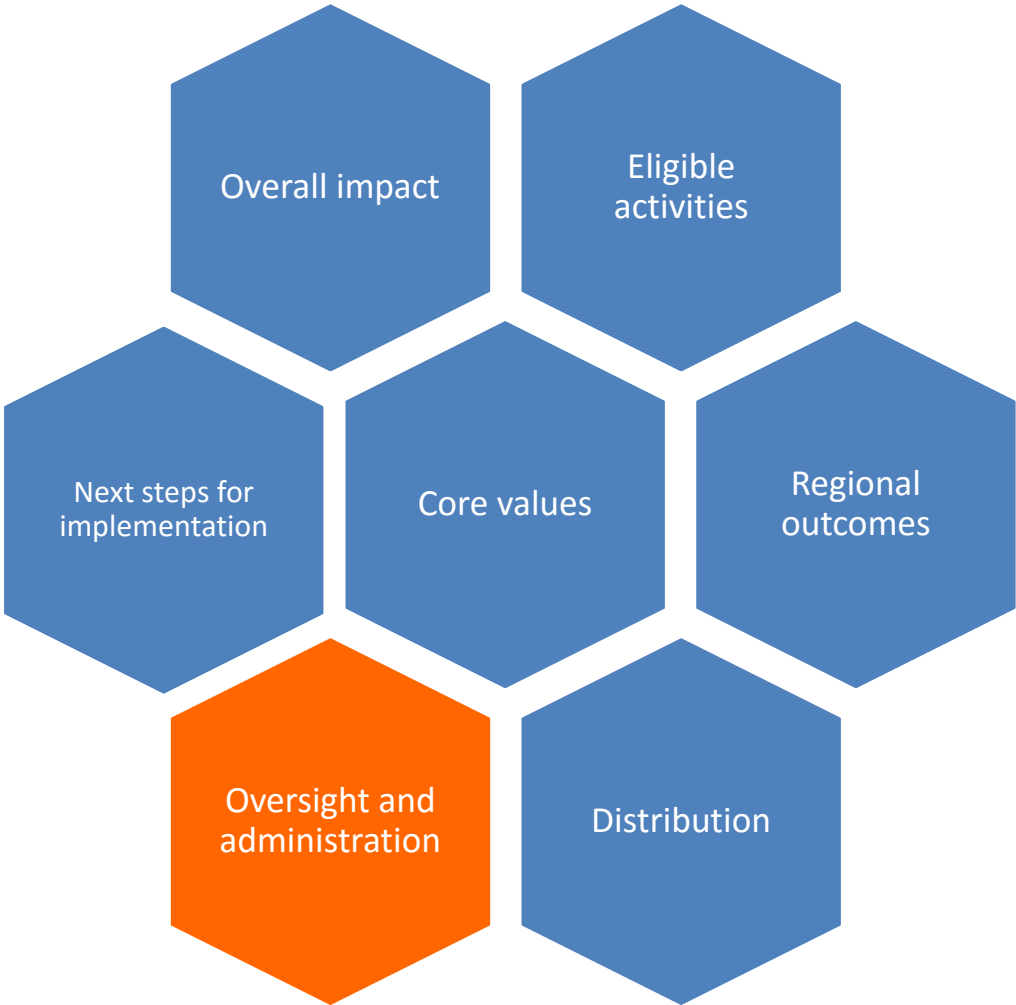 Overall impact
Eligible
activities
Next steps for
implementation
Core values
Regional
outcomes
Oversight and
administration
Distribution